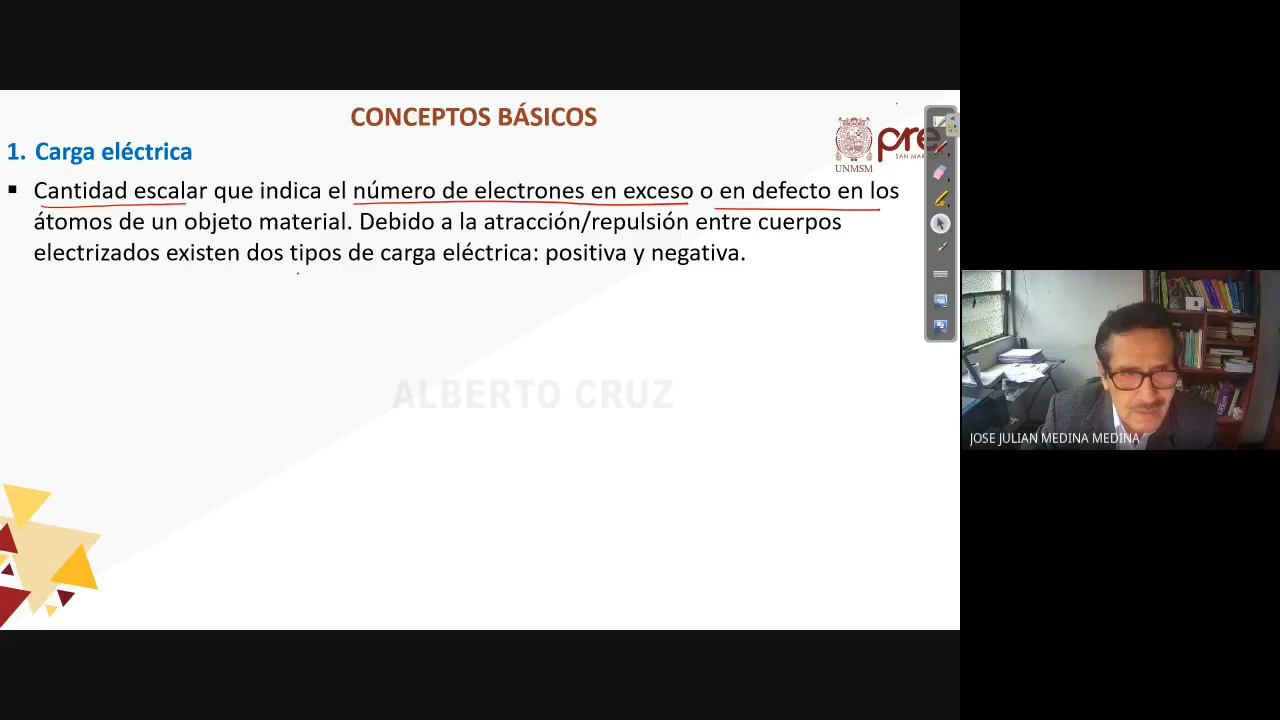 CONCEPTOS BÁSICOS
1. Carga eléctrica
UNMSM
pre
▪ Cantidad escalar que indica el número de electrones en exceso o en defecto en los
átomos de un objeto material. Debido a la atracción/repulsión entre cuerpos
electrizados existen dos tipos de carga eléctrica: positiva y negativa.
ALBERTO CRUZ
JOSE JULIAN MEDINA MEDINA